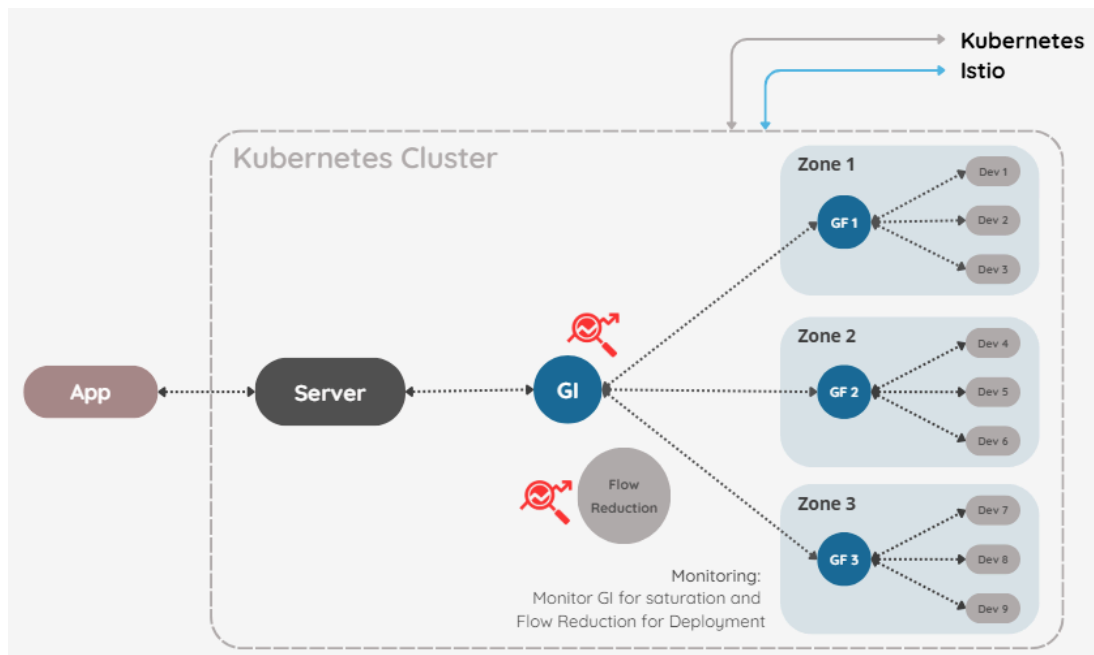 Kubernetes
Istio
Kubernetes Cluster
Zone 1
GF 1
Dev 1
Dev 2
Dev 3
Zone 2
GF 2
Dev 4
Dev 5
Dev 6
App
Server
GI
Flow
Reduction
Zone 3
GF 3
Dev 7
Dev 8
Dev 9
Monitoring:
Monitor GI for saturation and
Flow Reduction for Deployment